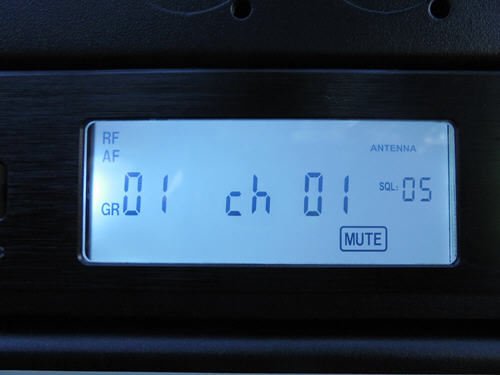 RF
AF
ANTENNA
GR 01 ch 01 SQL: 05
MUTE